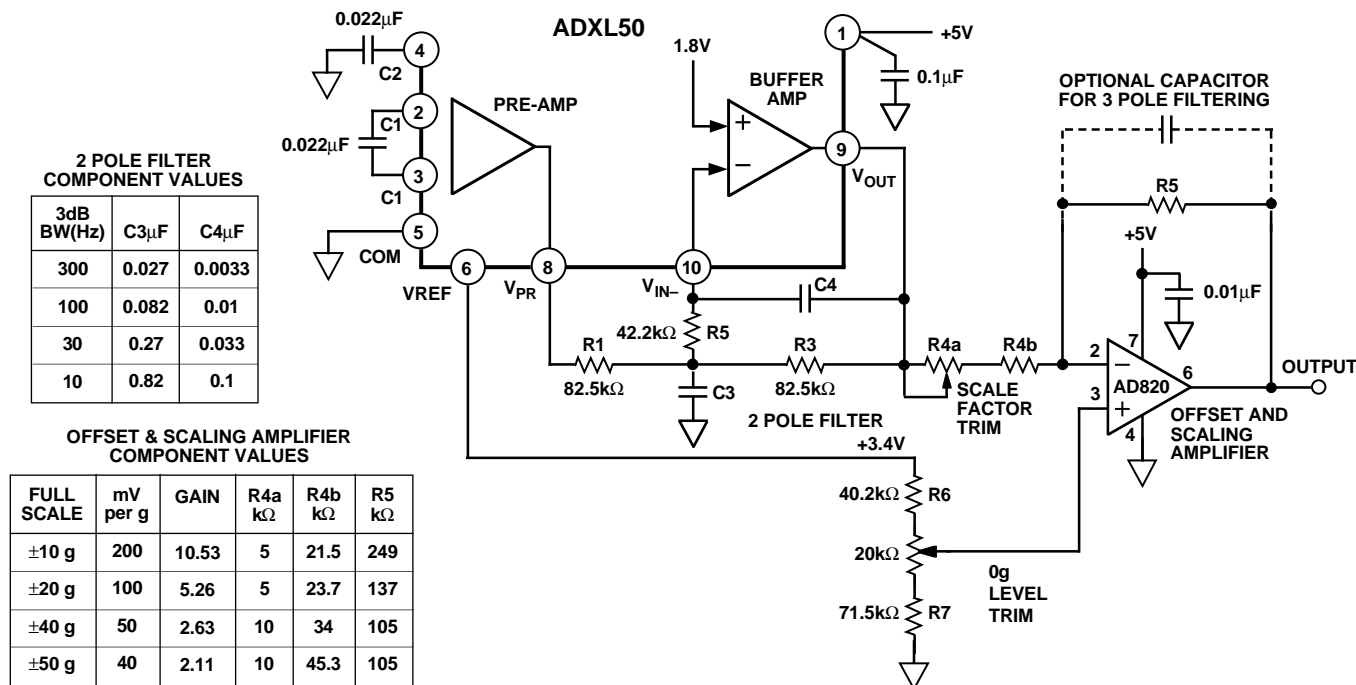 0.022µF
ADXL50
C2
4
1
+5V
0.1µF
1.8V
BUFFER
AMP
PRE-AMP
2
C1
0.022µF
3
C1
5
COM
+
−
9
VOUT
OPTIONAL CAPACITOR
FOR 3 POLE FILTERING
R5
+5V
0.01µF
6
VREF
8
VPR
10
VIN–
C4
42.2kΩ
R5
R1
82.5kΩ
C3
R3
82.5kΩ
2 POLE FILTER
R4a
R4b
SCALE
FACTOR
TRIM
2
3
7
−
AD820
+
4
6
OUTPUT
OFFSET AND
SCALING
AMPLIFIER
+3.4V
40.2kΩ
R6
20kΩ
0g
LEVEL
TRIM
71.5kΩ
R7
2 POLE FILTER
COMPONENT VALUES
3dB
BW(Hz) C3µF C4µF
300 0.027 0.0033
100 0.082 0.01
30 0.27 0.033
10 0.82 0.1
OFFSET & SCALING AMPLIFIER
COMPONENT VALUES
FULL SCALE mV per g GAIN R4a kΩ R4b kΩ R5 kΩ
±10 g 200 10.53 5 21.5 249
±20 g 100 5.26 5 23.7 137
±40 g 50 2.63 10 34 105
±50 g 40 2.11 10 45.3 105